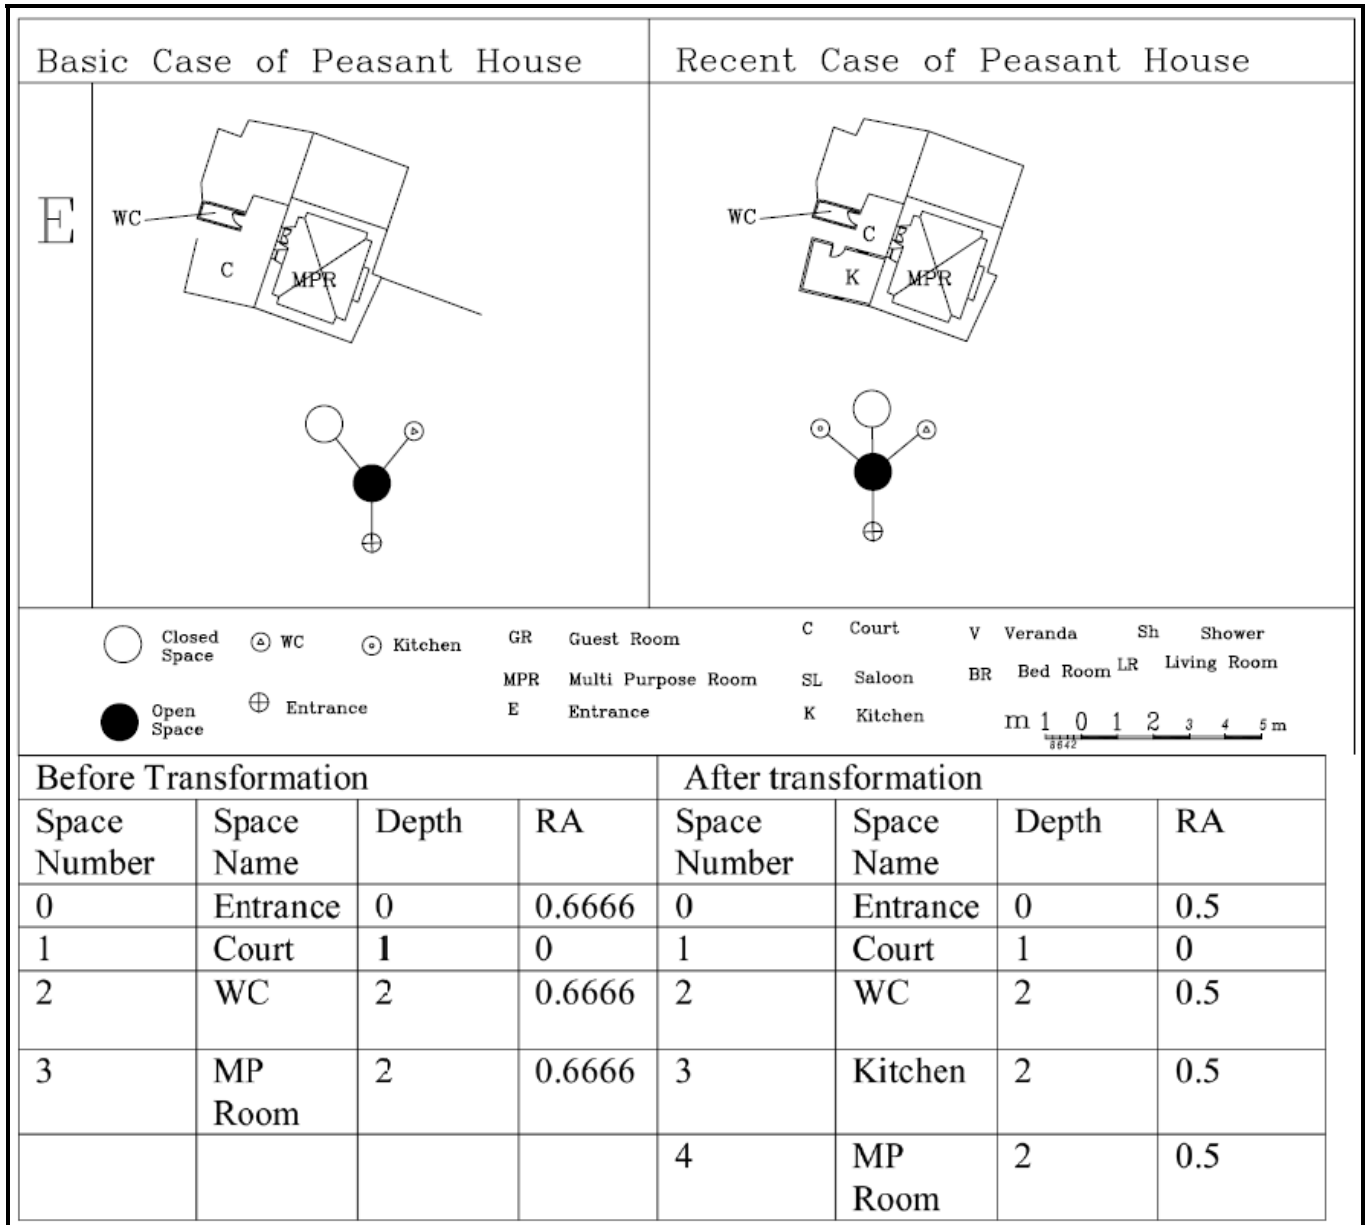 Basic Case of Peasant House
Recent Case of Peasant House
E
WC
C
MPR
WC
C
K
MPR
Closed Space
WC
Kitchen
Open Space
Entrance
GR Guest Room
MPR Multi Purpose Room
E Entrance
C Court
SL Saloon
K Kitchen
V Veranda
Sh Shower
BR Bed Room
LR Living Room
m 1 0 1 2 3 4 5 m
8642
Before Transformation
After transformation
Space Number Space Name Depth RA Space Number Space Name Depth RA
0 Entrance 0 0.6666 0 Entrance 0 0.5
1 Court 1 0 1 Court 1 0
2 WC 2 0.6666 2 WC 2 0.5
3 MP Room 2 0.6666 3 Kitchen 2 0.5
4 MP Room 2 0.5